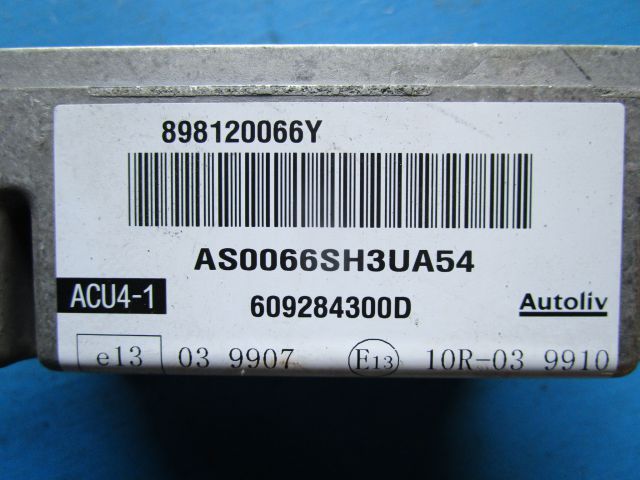 898120066Y
AS0066SH3UA54
ACU4-1
609284300D
Autoliv
e13 03 9907 E13 10R-03 9910